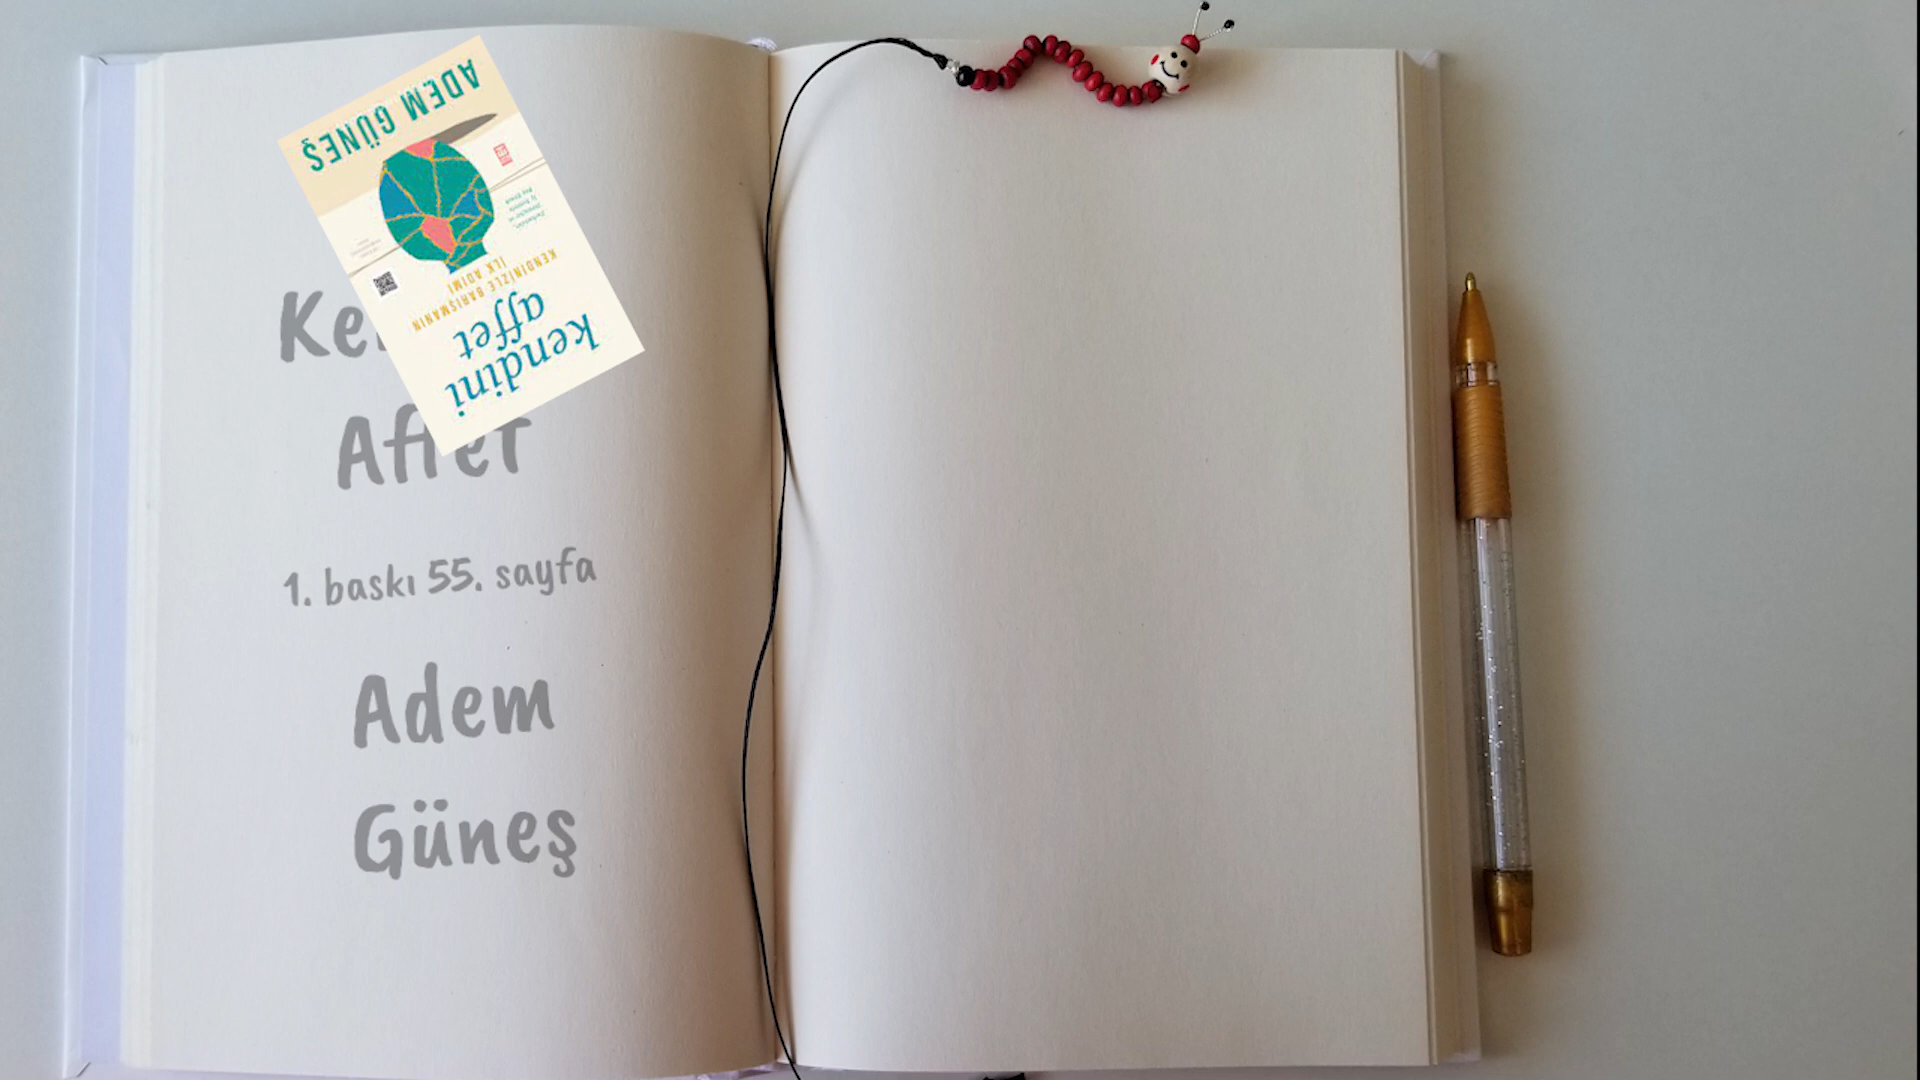 ADEM GÜNEŞ
KENDİNİZLE BARIŞMANIN
İLK ADIMI
kendini
affet
Affet
1. baskı 55. sayfa
Adem
Güneş